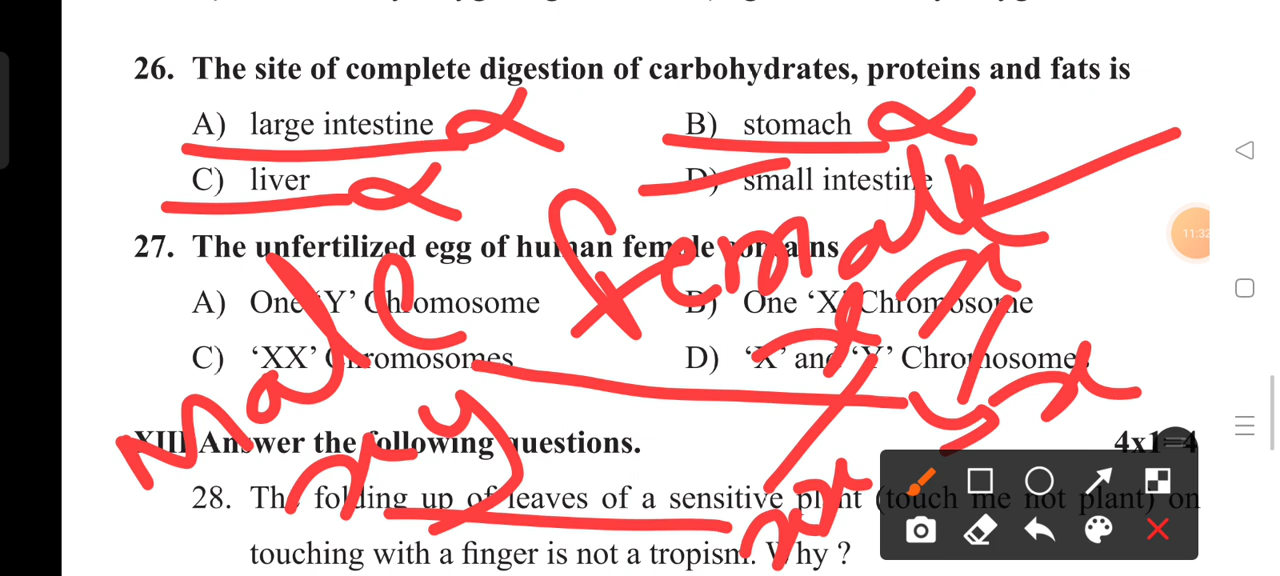 26. The site of complete digestion of carbohydrates, proteins and fats is
A) large intestine B) stomach
C) liver D) small intestine
27. The unfertilized egg of human female contains
A) One 'Y' Chromosome B) One 'X' Chromosome
C) 'XX' Chromosomes D) 'X' and 'Y' Chromosomes
male female
XIII Answer the following questions. 4x1=4
xy xx
28. The folding up of leaves of a sensitive plant (touch me not plant) on
touching with a finger is not a tropism. Why ?
11:32